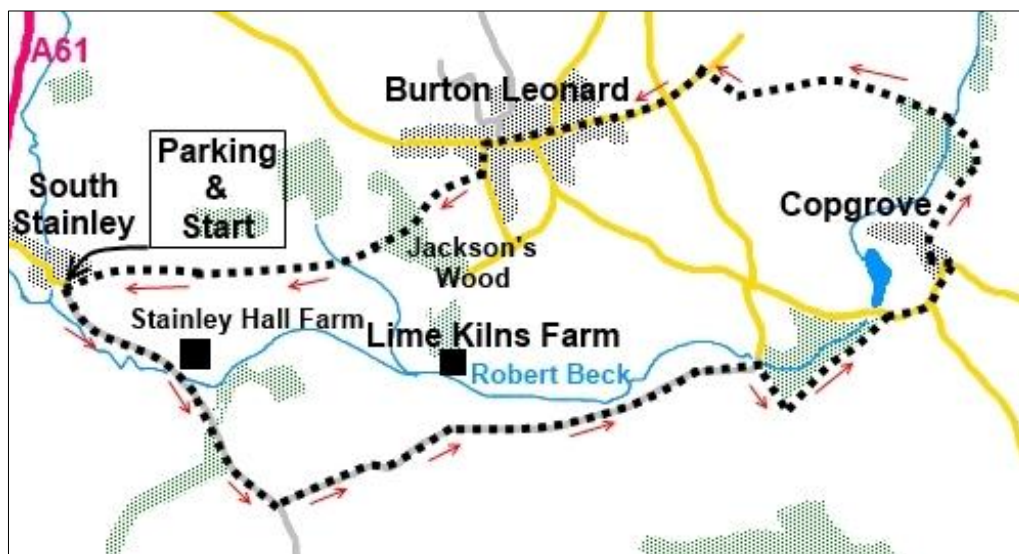 A61
Burton Leonard
Parking
&
Start
South
Stainley
Copgrove
Jackson's
Wood
Stainley Hall Farm
Lime Kilns Farm
Robert Beck